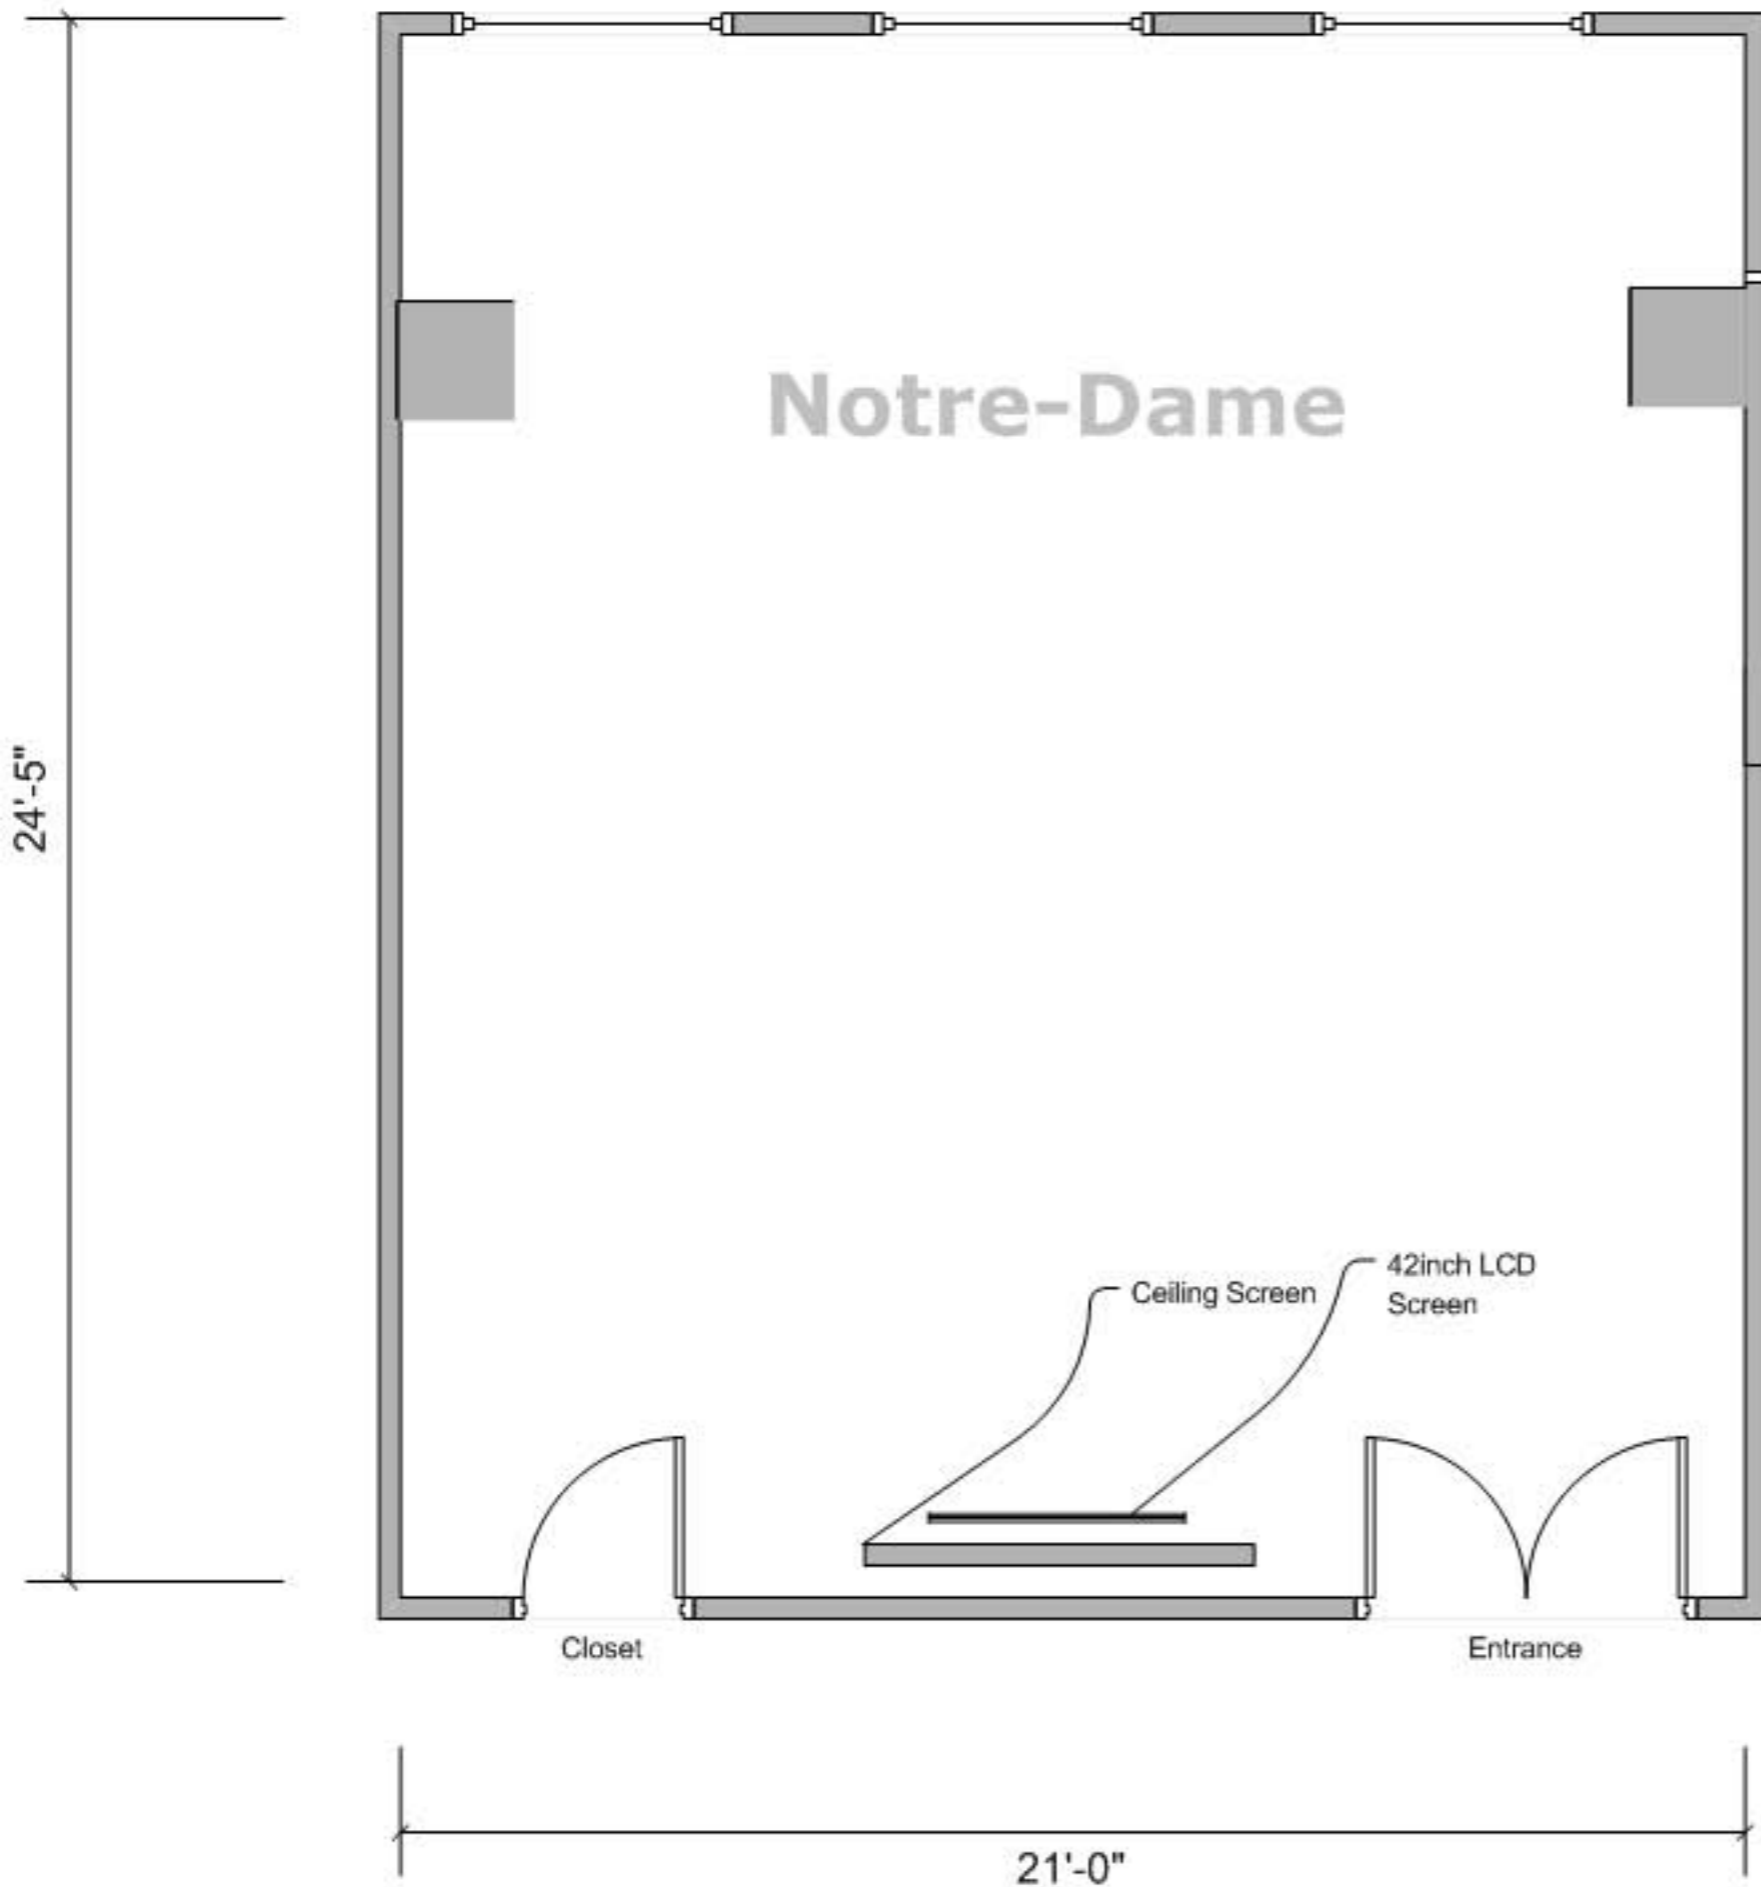 Notre-Dame
24'-5"
42inch LCD
Screen
Ceiling Screen
Closet
Entrance
21'-0"